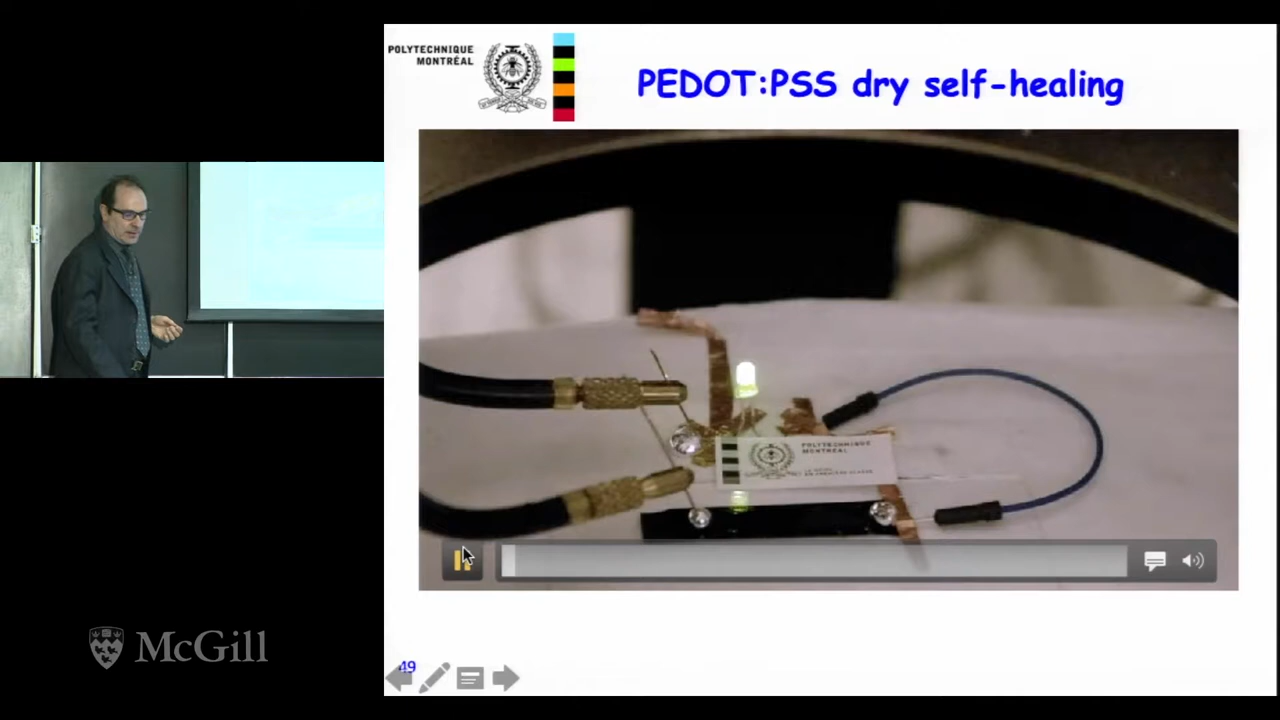 POLYTECHNIQUE
MONTRÉAL
PEDOT:PSS dry self-healing
POLYTECHNIQUE
MONTRÉAL
49
McGill